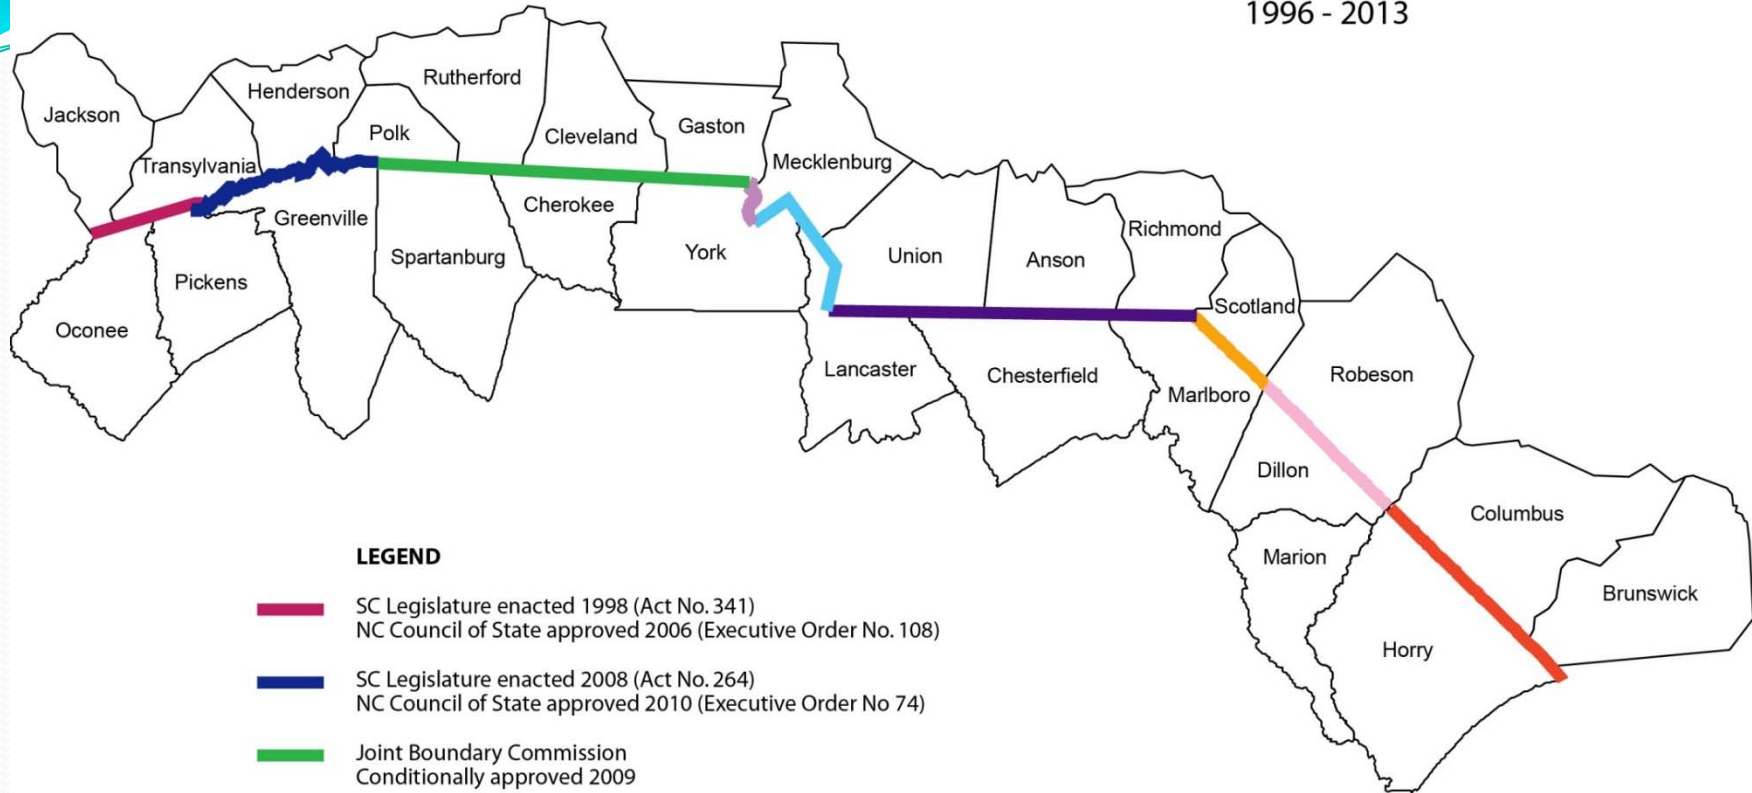 1996 - 2013
Jackson
Henderson
Rutherford
Transylvania
Polk
Cleveland
Gaston
Mecklenburg
Greenville
Cherokee
Pickens
Spartanburg
York
Union
Anson
Richmond
Oconee
Scotland
Lancaster
Chesterfield
Marlboro
Robeson
Dillon
Columbus
Marion
Brunswick
Horry
LEGEND
SC Legislature enacted 1998 (Act No. 341)
NC Council of State approved 2006 (Executive Order No. 108)
SC Legislature enacted 2008 (Act No. 264)
NC Council of State approved 2010 (Executive Order No 74)
Joint Boundary Commission
Conditionally approved 2009